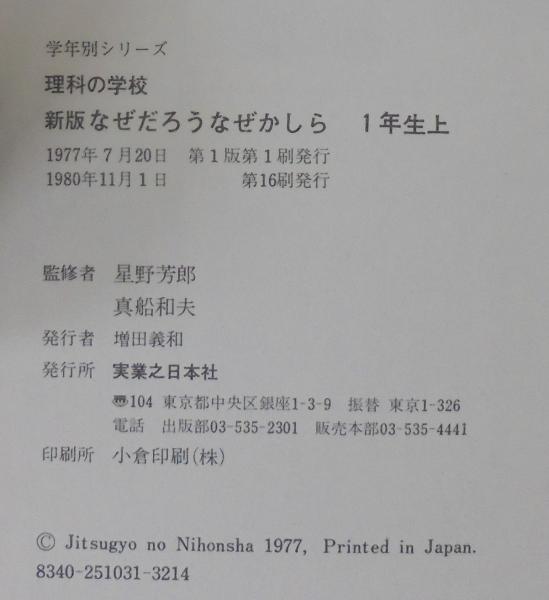 学年別シリーズ
理科の学校
新版なぜだろうなぜかしら　1年生上
1977年7月20日　第1版第1刷発行
1980年11月1日　第16刷発行
監修者　星野芳郎
真船和夫
発行者　増田義和
発行所　実業之日本社
〠104 東京都中央区銀座1-3-9　振替 東京1-326
電話　出版部03-535-2301　販売本部03-535-4441
印刷所　小倉印刷(株)
© Jitsugyo no Nihonsha 1977, Printed in Japan.
8340-251031-3214